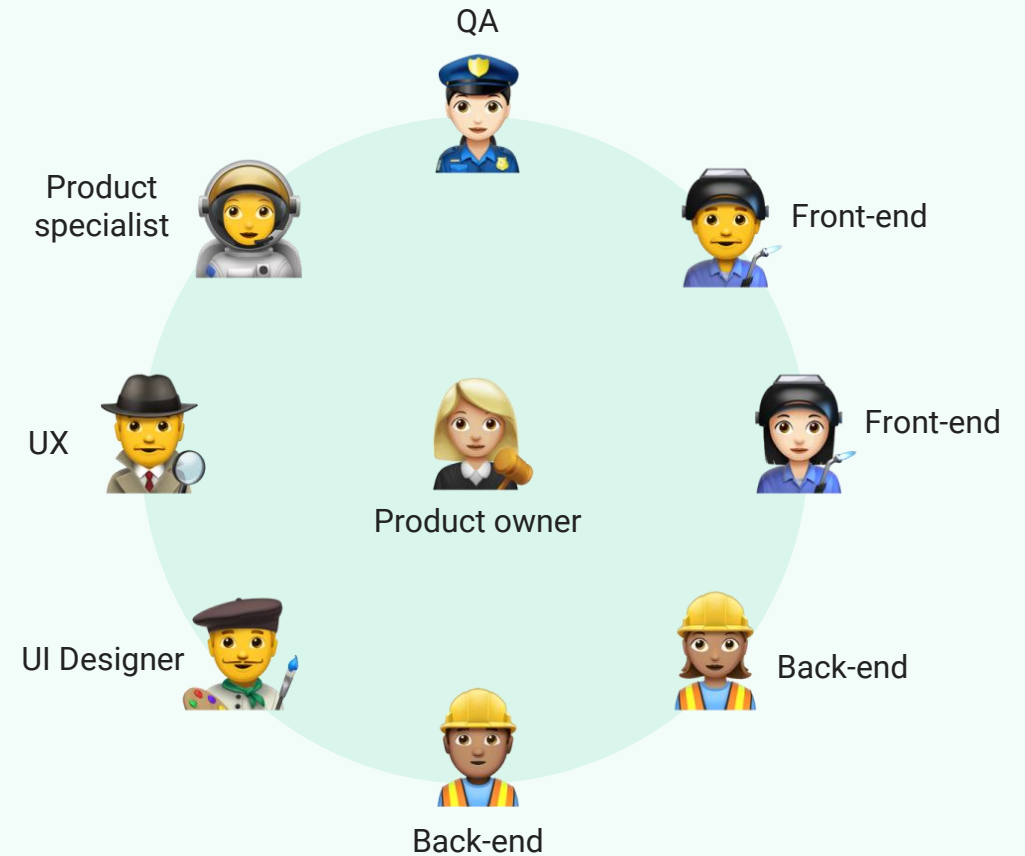 QA
Product
specialist
Front-end
UX
Front-end
Product owner
UI Designer
Back-end
Back-end